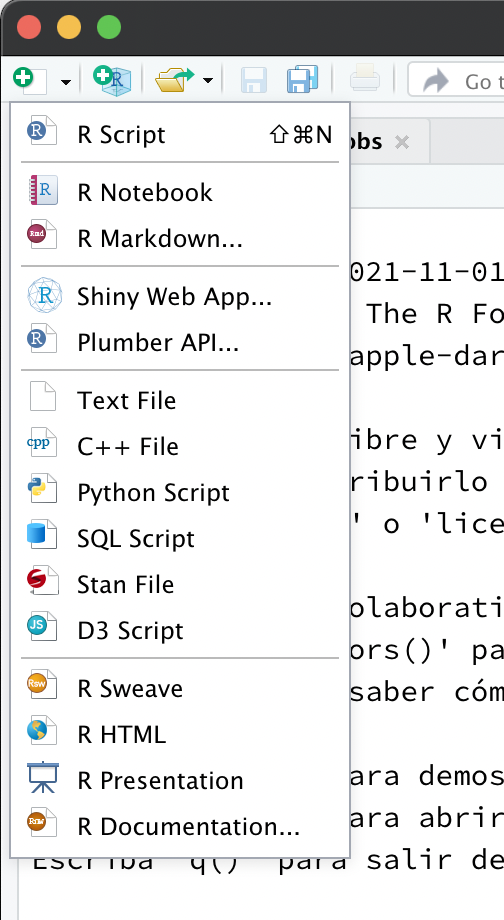 Go t
R Script ⇧⌘N
obs ×
R Notebook
R Markdown...
Shiny Web App...
021-11-01
Plumber API...
The R Fo
apple-dar
Text File
C++ File
ibre y vi
Python Script
ribuirlo
SQL Script
' o 'lice
Stan File
D3 Script
olaborati
ors()' pa
R Sweave
saber cóm
R HTML
R Presentation
ara demos
R Documentation...
ara abrir
Escriba 'q()' para salir de